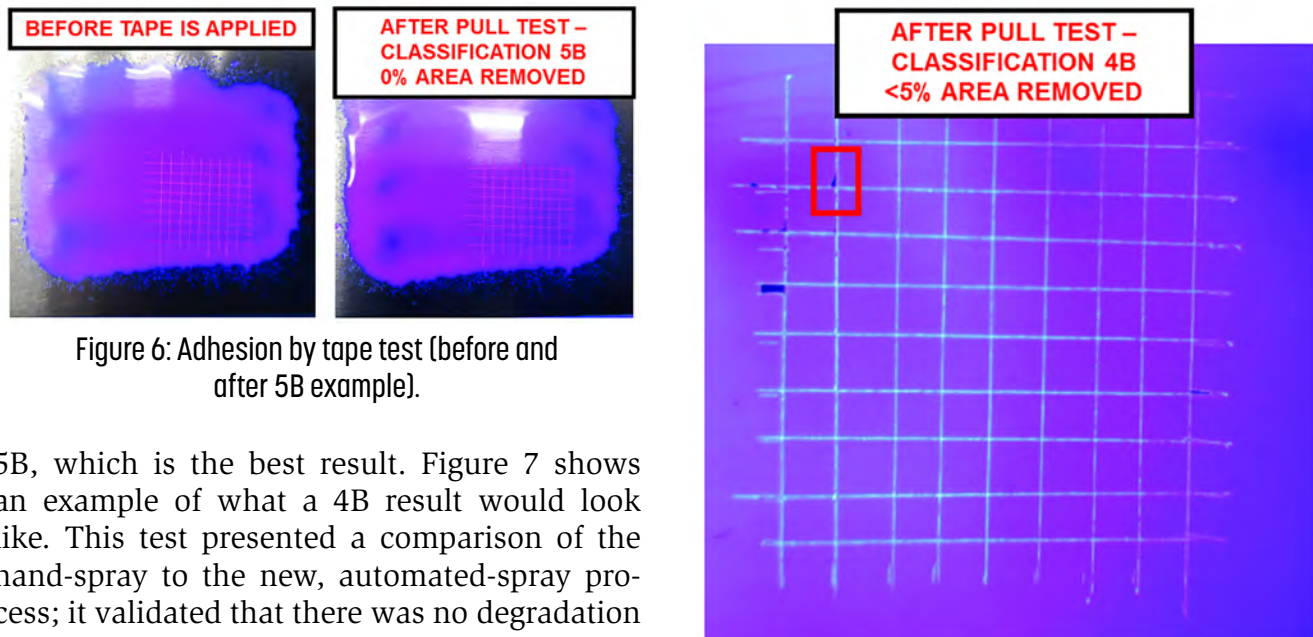 BEFORE TAPE IS APPLIED
AFTER PULL TEST –
CLASSIFICATION 5B
0% AREA REMOVED
Figure 6: Adhesion by tape test (before and
after 5B example).
5B, which is the best result. Figure 7 shows
an example of what a 4B result would look
like. This test presented a comparison of the
hand-spray to the new, automated-spray pro-
cess; it validated that there was no degradation
AFTER PULL TEST –
CLASSIFICATION 4B
<5% AREA REMOVED